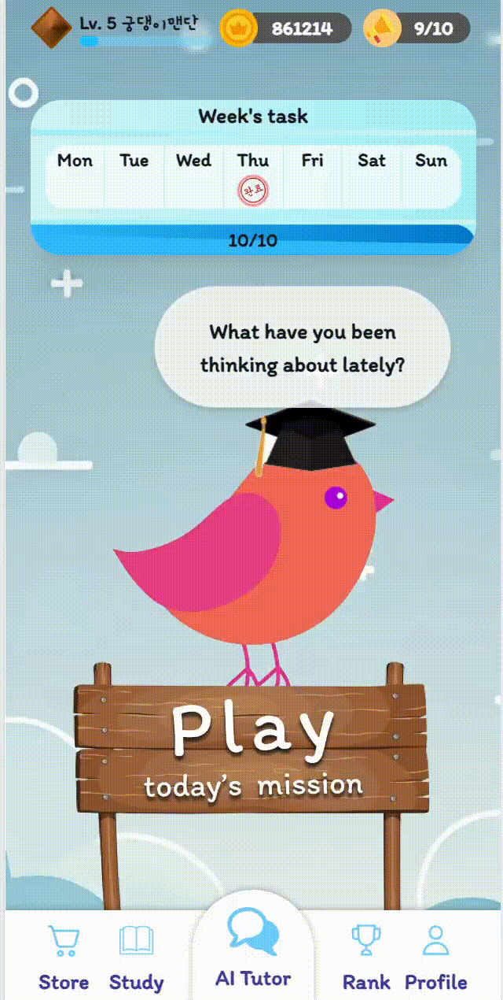 Lv. 5 궁댕이맨단
861214
9/10
Week's task
Mon Tue Wed Thu Fri Sat Sun
완료
10/10
What have you been
thinking about lately?
Play
today's mission
Store Study AI Tutor Rank Profile